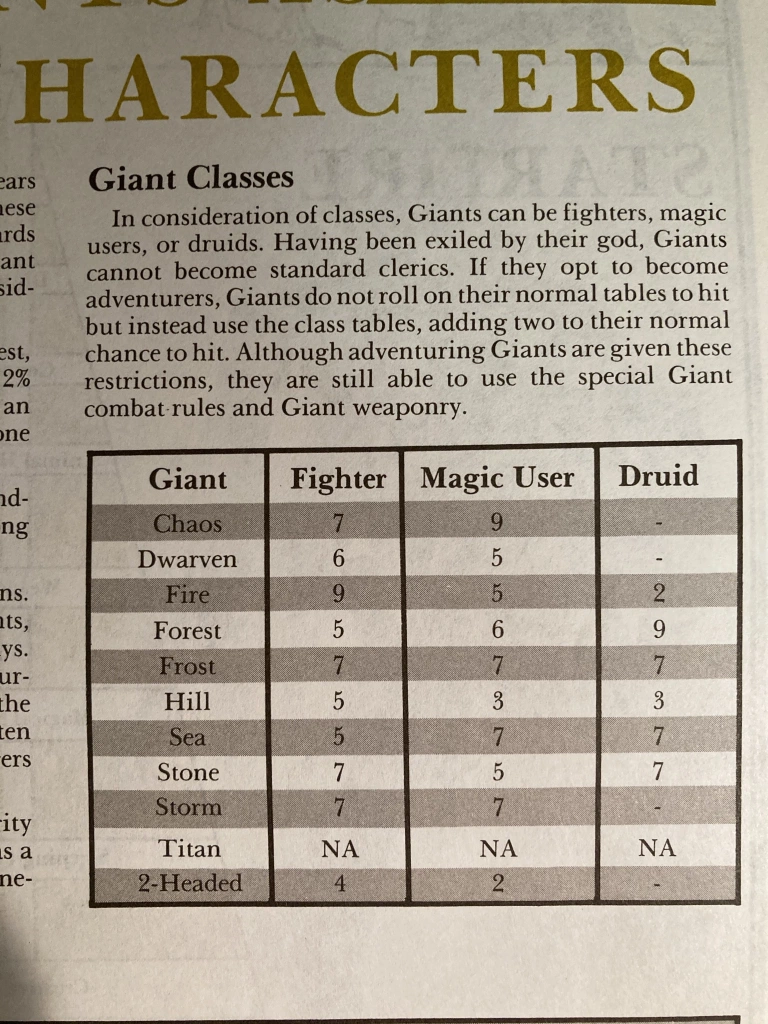 HARACTERS
ears
nese
ards
ant
sid-
est,
2%
an
one
nd-
ng
ns.
nts,
ys.
ur-
the
ten
ers
rity
as a
ne-
Giant Classes
In consideration of classes, Giants can be fighters, magic
users, or druids. Having been exiled by their god, Giants
cannot become standard clerics. If they opt to become
adventurers, Giants do not roll on their normal tables to hit
but instead use the class tables, adding two to their normal
chance to hit. Although adventuring Giants are given these
restrictions, they are still able to use the special Giant
combat rules and Giant weaponry.
Giant Fighter Magic User Druid
Chaos 7 9 -
Dwarven 6 5 -
Fire 9 5 2
Forest 5 6 9
Frost 7 7 7
Hill 5 3 3
Sea 5 7 7
Stone 7 5 7
Storm 7 7 -
Titan NA NA NA
2-Headed 4 2 -